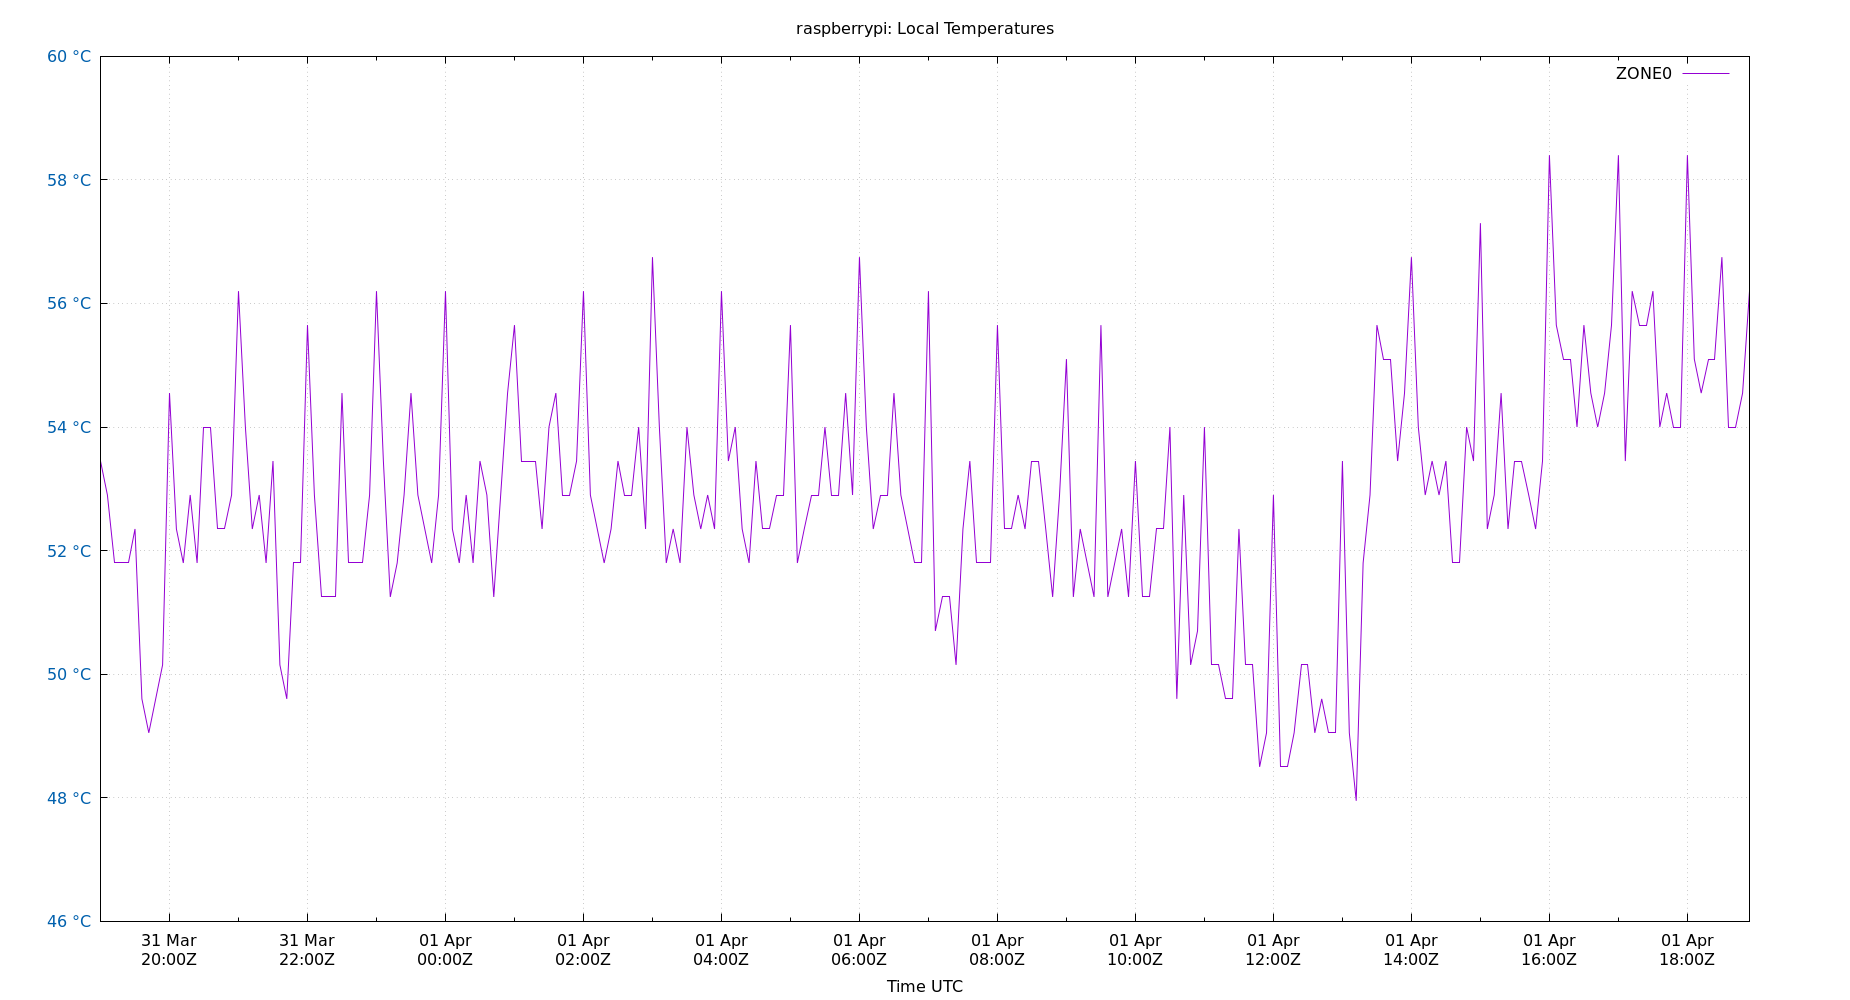 raspberrypi: Local Temperatures
60 °C
ZONE0
58 °C
56 °C
54 °C
52 °C
50 °C
48 °C
46 °C
31 Mar 31 Mar 01 Apr 01 Apr 01 Apr 01 Apr 01 Apr 01 Apr 01 Apr 01 Apr 01 Apr 01 Apr
20:00Z 22:00Z 00:00Z 02:00Z 04:00Z 06:00Z 08:00Z 10:00Z 12:00Z 14:00Z 16:00Z 18:00Z
Time UTC